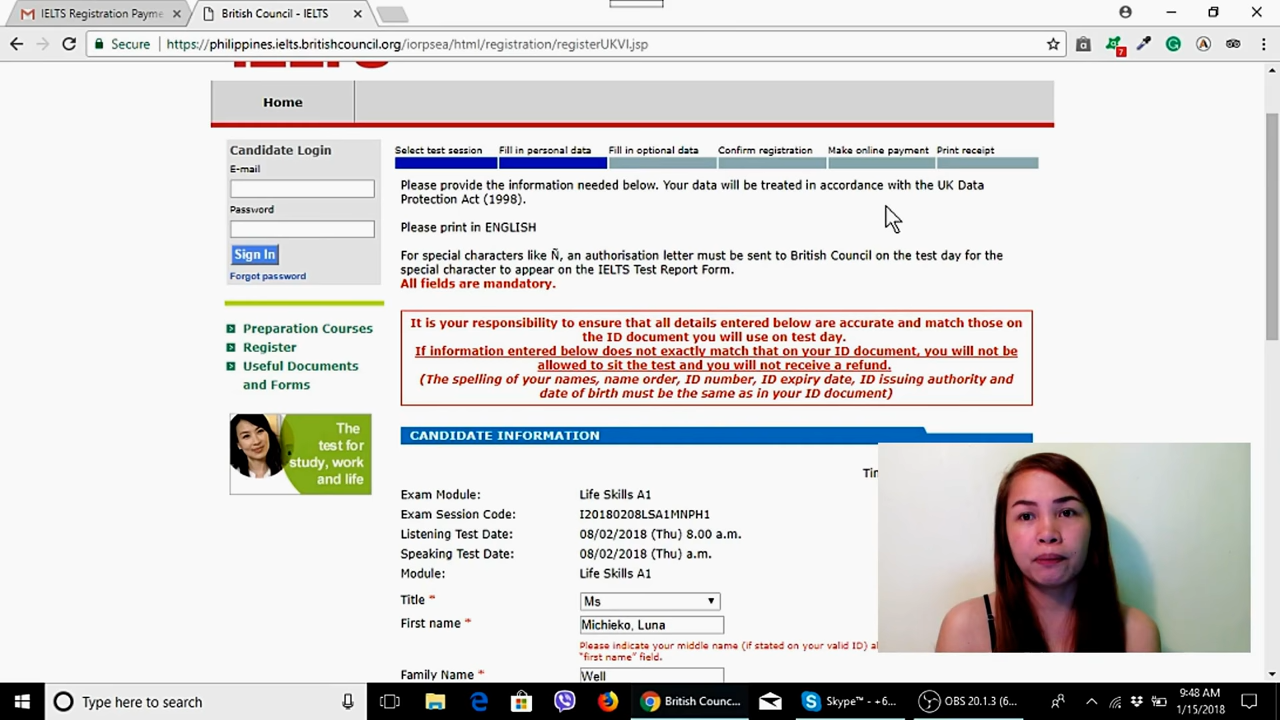 IELTS Registration Payme
British Council - IELTS
Secure
https://philippines.ielts.britishcouncil.org/iorpsea/html/registration/registerUKVI.jsp
7
Home
Candidate Login
E-mail
Password
Sign In
Forgot password
Preparation Courses
Register
Useful Documents
and Forms
The
test for
study, work
and life
Select test session
Fill in personal data
Fill in optional data
Confirm registration
Make online payment
Print receipt
Please provide the information needed below. Your data will be treated in accordance with the UK Data
Protection Act (1998).
Please print in ENGLISH
For special characters like Ñ, an authorisation letter must be sent to British Council on the test day for the
special character to appear on the IELTS Test Report Form.
All fields are mandatory.
It is your responsibility to ensure that all details entered below are accurate and match those on
the ID document you will use on test day.
If information entered below does not exactly match that on your ID document, you will not be
allowed to sit the test and you will not receive a refund.
(The spelling of your names, name order, ID number, ID expiry date, ID issuing authority and
date of birth must be the same as in your ID document)
CANDIDATE INFORMATION
Exam Module: Life Skills A1
Exam Session Code: I20180208LSA1MNPH1
Listening Test Date: 08/02/2018 (Thu) 8.00 a.m.
Speaking Test Date: 08/02/2018 (Thu) a.m.
Module: Life Skills A1
Title * Ms
First name * Michieko, Luna
Please indicate your middle name (if stated on your valid ID)
"first name" field.
Family Name * Well
Type here to search
British Counc...
Skype™ - +6...
OBS 20.1.3 (6...
9:48 AM
1/15/2018